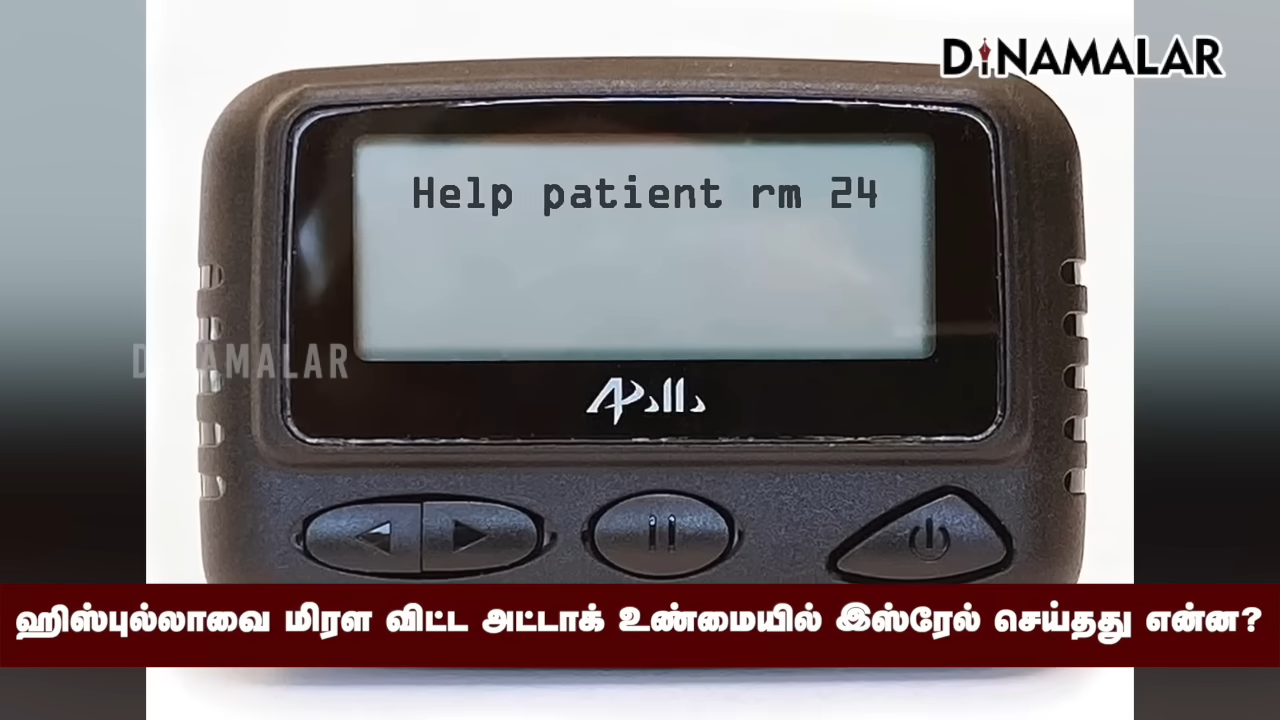 DINAMALAR
Help patient rm 24
DINAMALAR
Apollo
ஹிஸ்புல்லாவை மிரள விட்ட அட்டாக் உண்மையில் இஸ்ரேல் செய்தது என்ன?